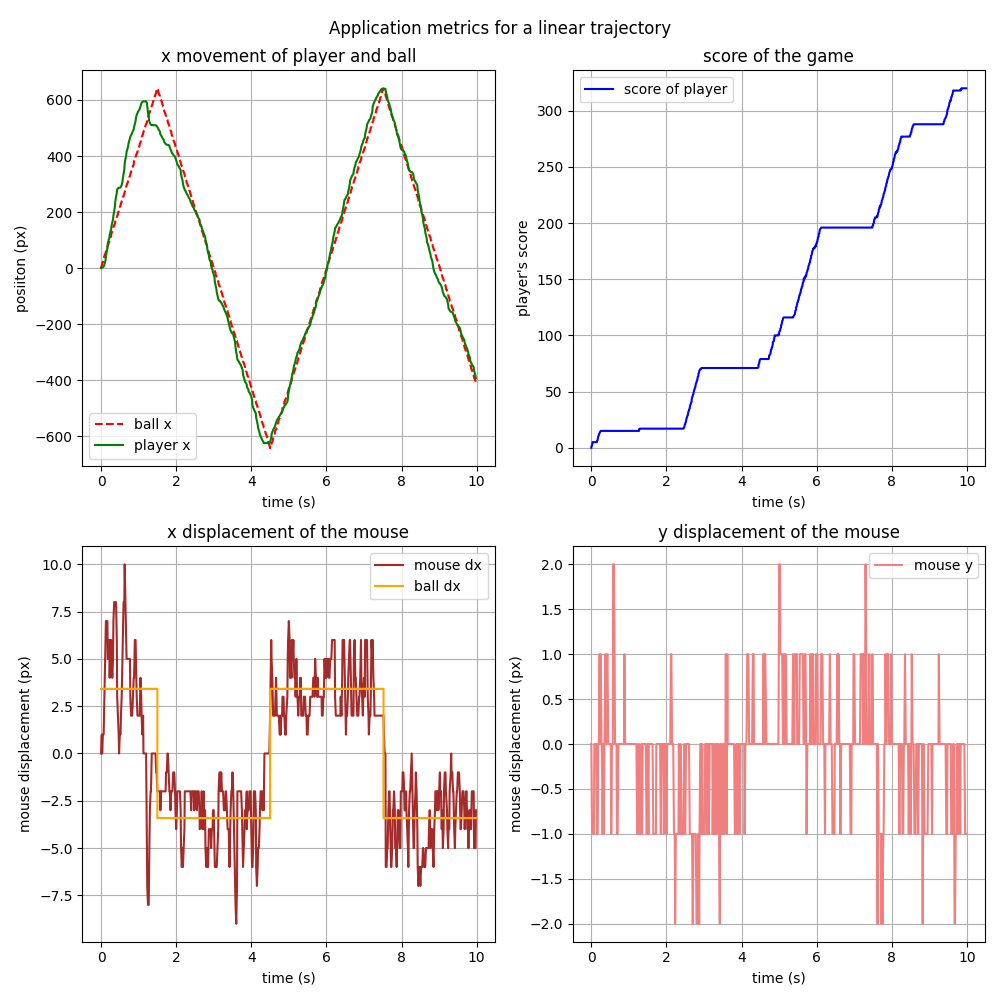 Application metrics for a linear trajectory
x movement of player and ball
600
400
200
0
−200
−400
−600
posiiton (px)
ball x
player x
0 2 4 6 8 10
time (s)
score of the game
300
250
200
150
100
50
0
player's score
score of player
0 2 4 6 8 10
time (s)
x displacement of the mouse
10.0
7.5
5.0
2.5
0.0
−2.5
−5.0
−7.5
mouse displacement (px)
mouse dx
ball dx
0 2 4 6 8 10
time (s)
y displacement of the mouse
2.0
1.5
1.0
0.5
0.0
−0.5
−1.0
−1.5
−2.0
mouse displacement (px)
mouse y
0 2 4 6 8 10
time (s)